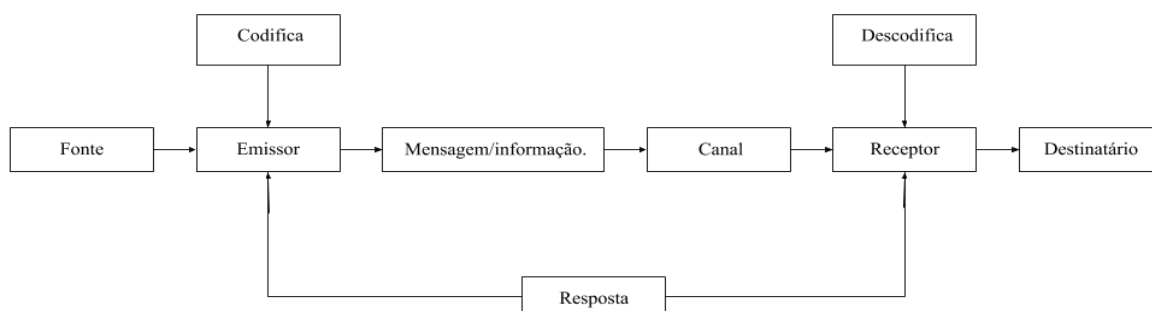 Codifica
Descodifica
Fonte
Emissor
Mensagem/informação.
Canal
Receptor
Destinatário
Resposta